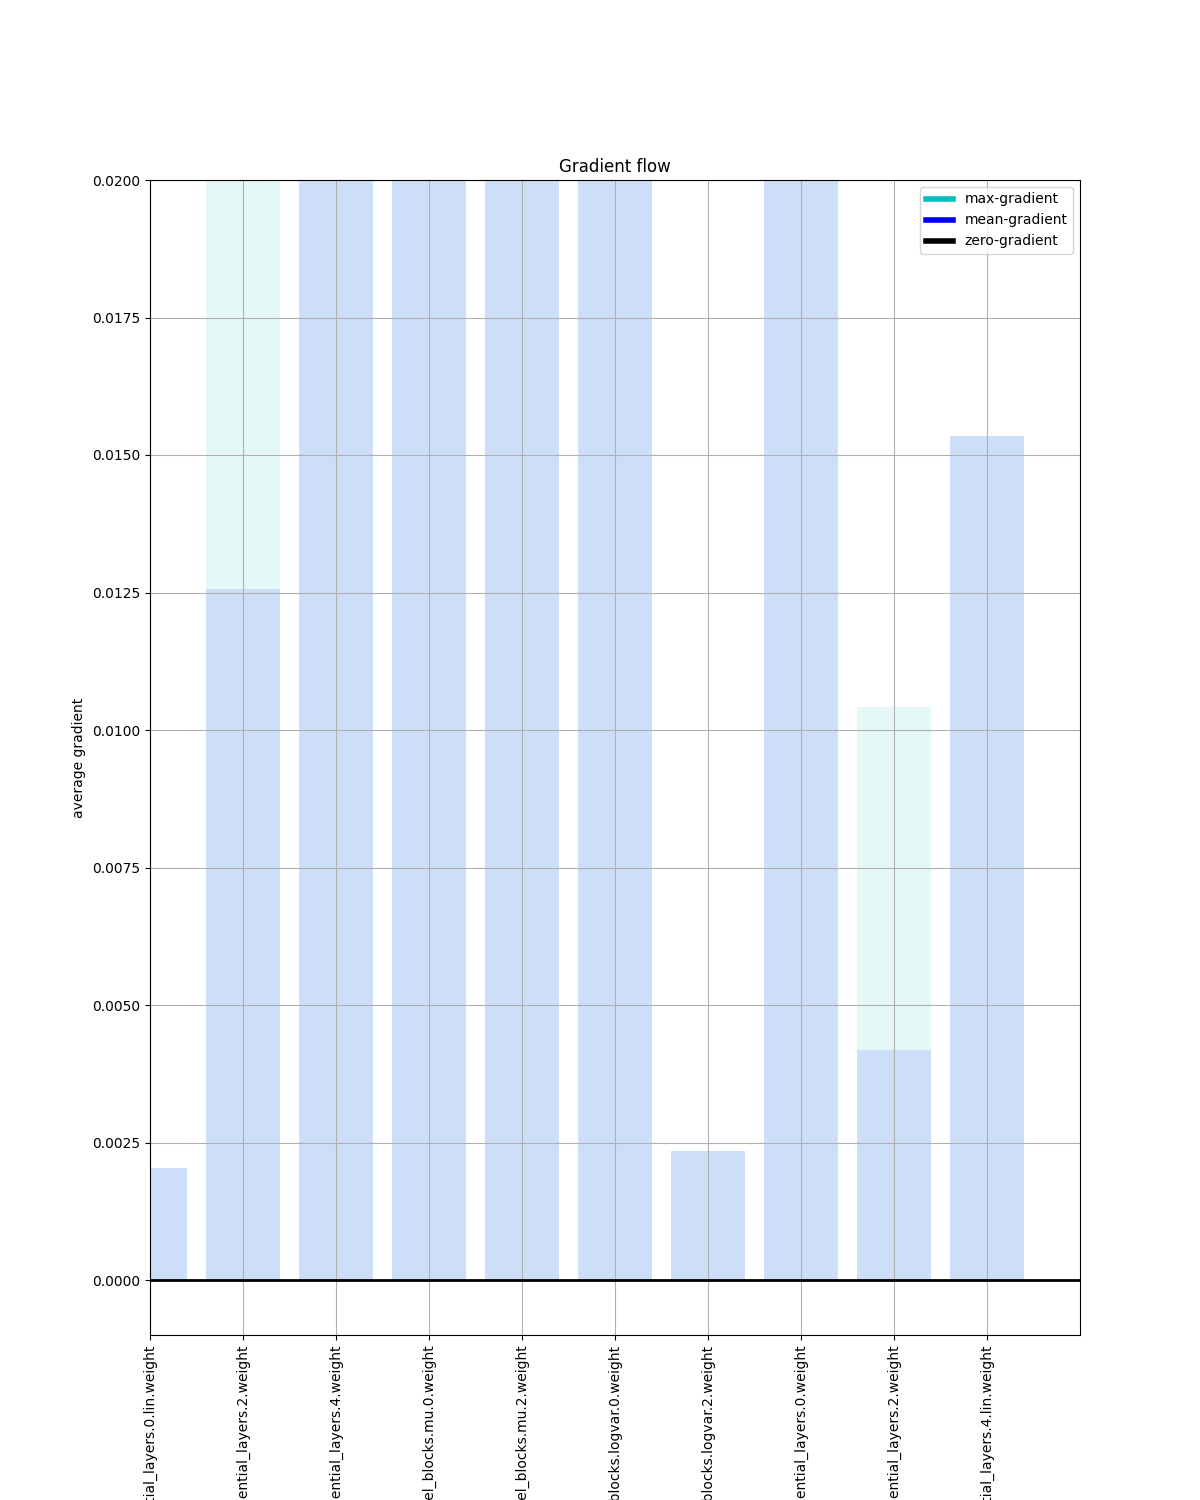 Gradient flow
max-gradient
mean-gradient
zero-gradient
0.0200
0.0175
0.0150
0.0125
0.0100
0.0075
0.0050
0.0025
0.0000
average gradient
tial_layers.0.lin.weight
ential_layers.2.weight
ential_layers.4.weight
el_blocks.mu.0.weight
el_blocks.mu.2.weight
blocks.logvar.0.weight
blocks.logvar.2.weight
ential_layers.0.weight
ential_layers.2.weight
tial_layers.4.lin.weight